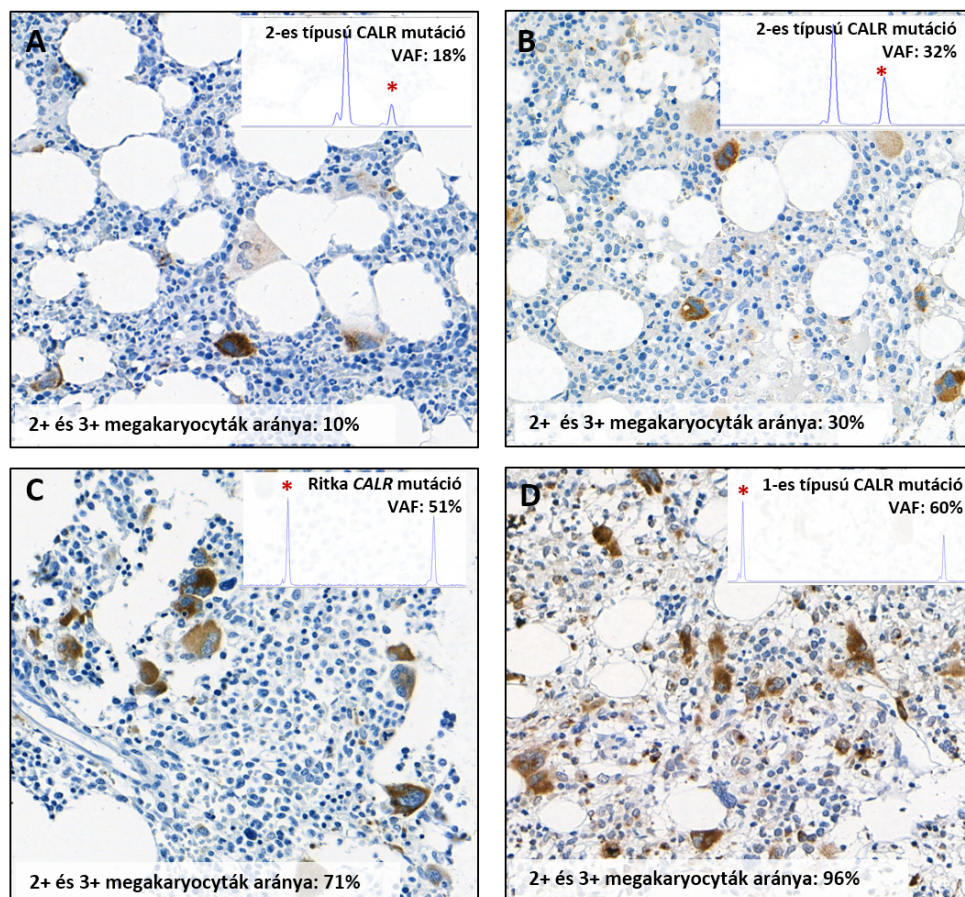 A
2-es típusú CALR mutáció
VAF: 18%
*
2+ és 3+ megakaryocyták aránya: 10%
B
2-es típusú CALR mutáció
VAF: 32%
*
2+ és 3+ megakaryocyták aránya: 30%
C
* Ritka CALR mutáció
VAF: 51%
2+ és 3+ megakaryocyták aránya: 71%
D
* 1-es típusú CALR mutáció
VAF: 60%
2+ és 3+ megakaryocyták aránya: 96%